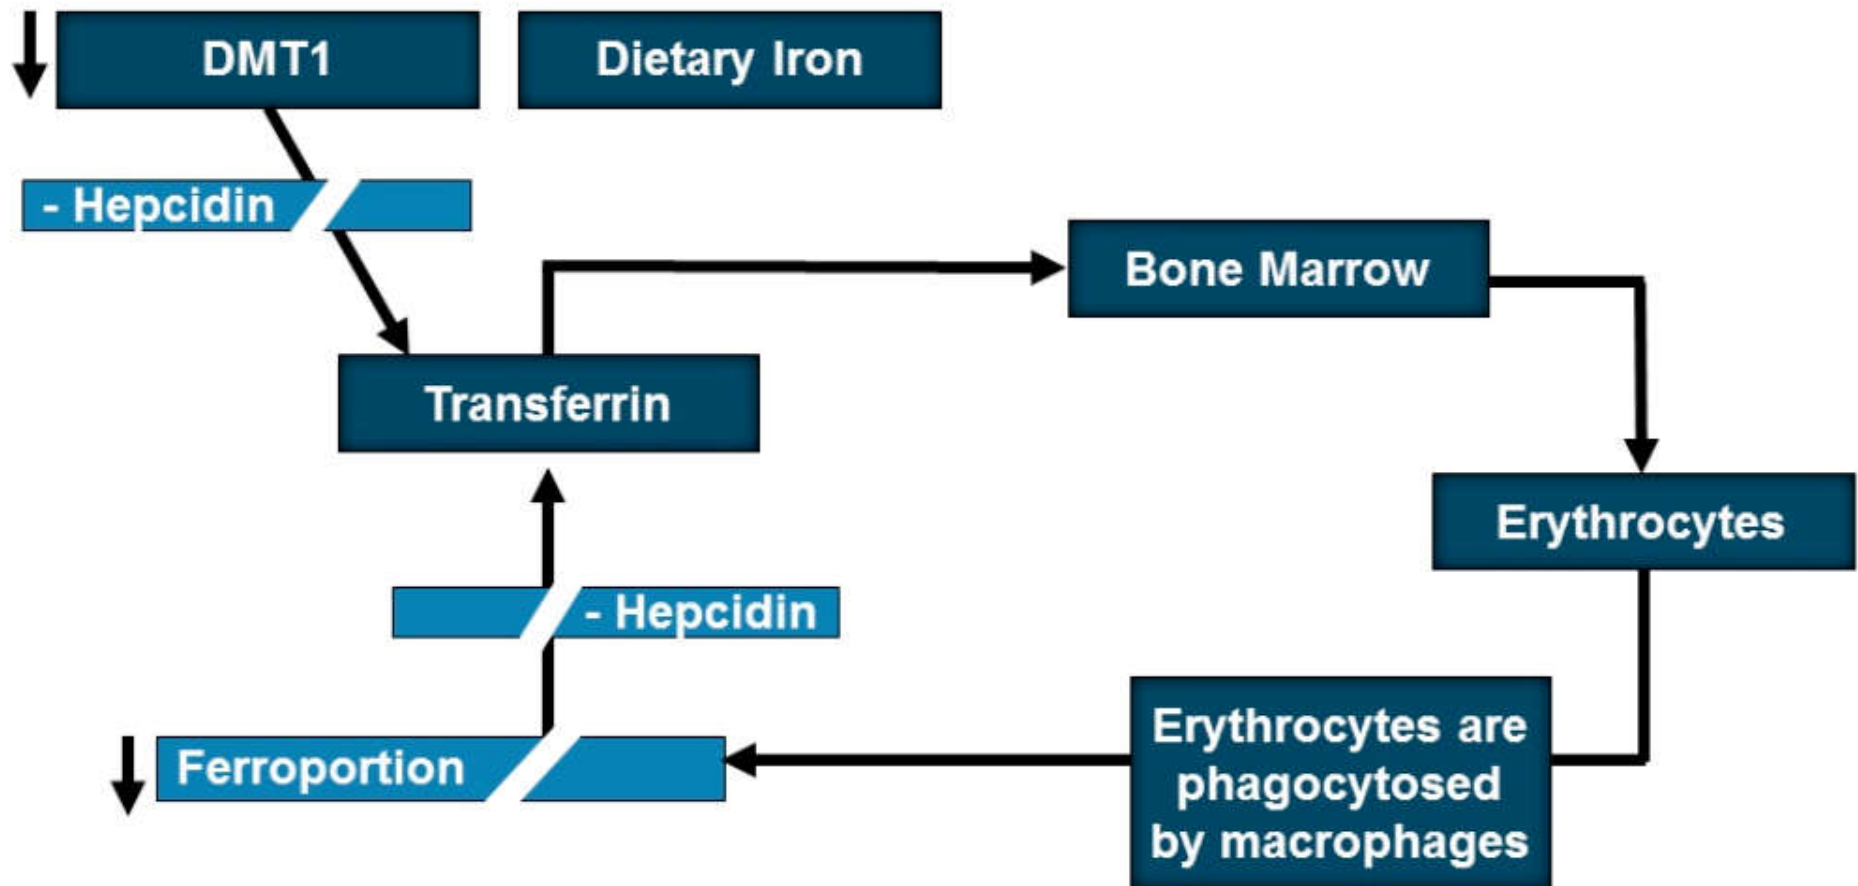 DMT1
Dietary Iron
- Hepcidin
Bone Marrow
Transferrin
Erythrocytes
- Hepcidin
Ferroportion
Erythrocytes are
phagocytosed
by macrophages